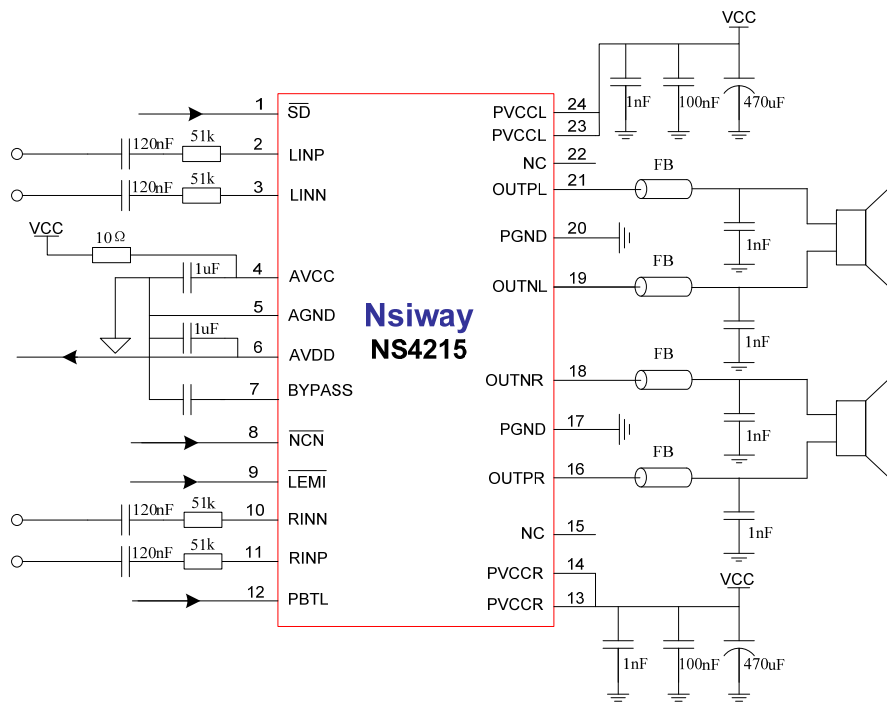 VCC
1nF 100nF 470uF
1 SD PVCCL 24
PVCCL 23
120nF 51k 2 LINP NC 22 FB
120nF 51k 3 LINN OUTPL 21
VCC 10Ω PGND 20 1nF
1uF 4 AVCC OUTNL 19 FB
5 AGND
1uF Nsiway 1nF
6 AVDD NS4215
7 BYPASS OUTNR 18 FB
8 NCN PGND 17 1nF
9 LEMI OUTPR 16 FB
120nF 51k 10 RINN NC 15 1nF
120nF 51k 11 RINP PVCCR 14 VCC
12 PBTL PVCCR 13
1nF 100nF 470uF